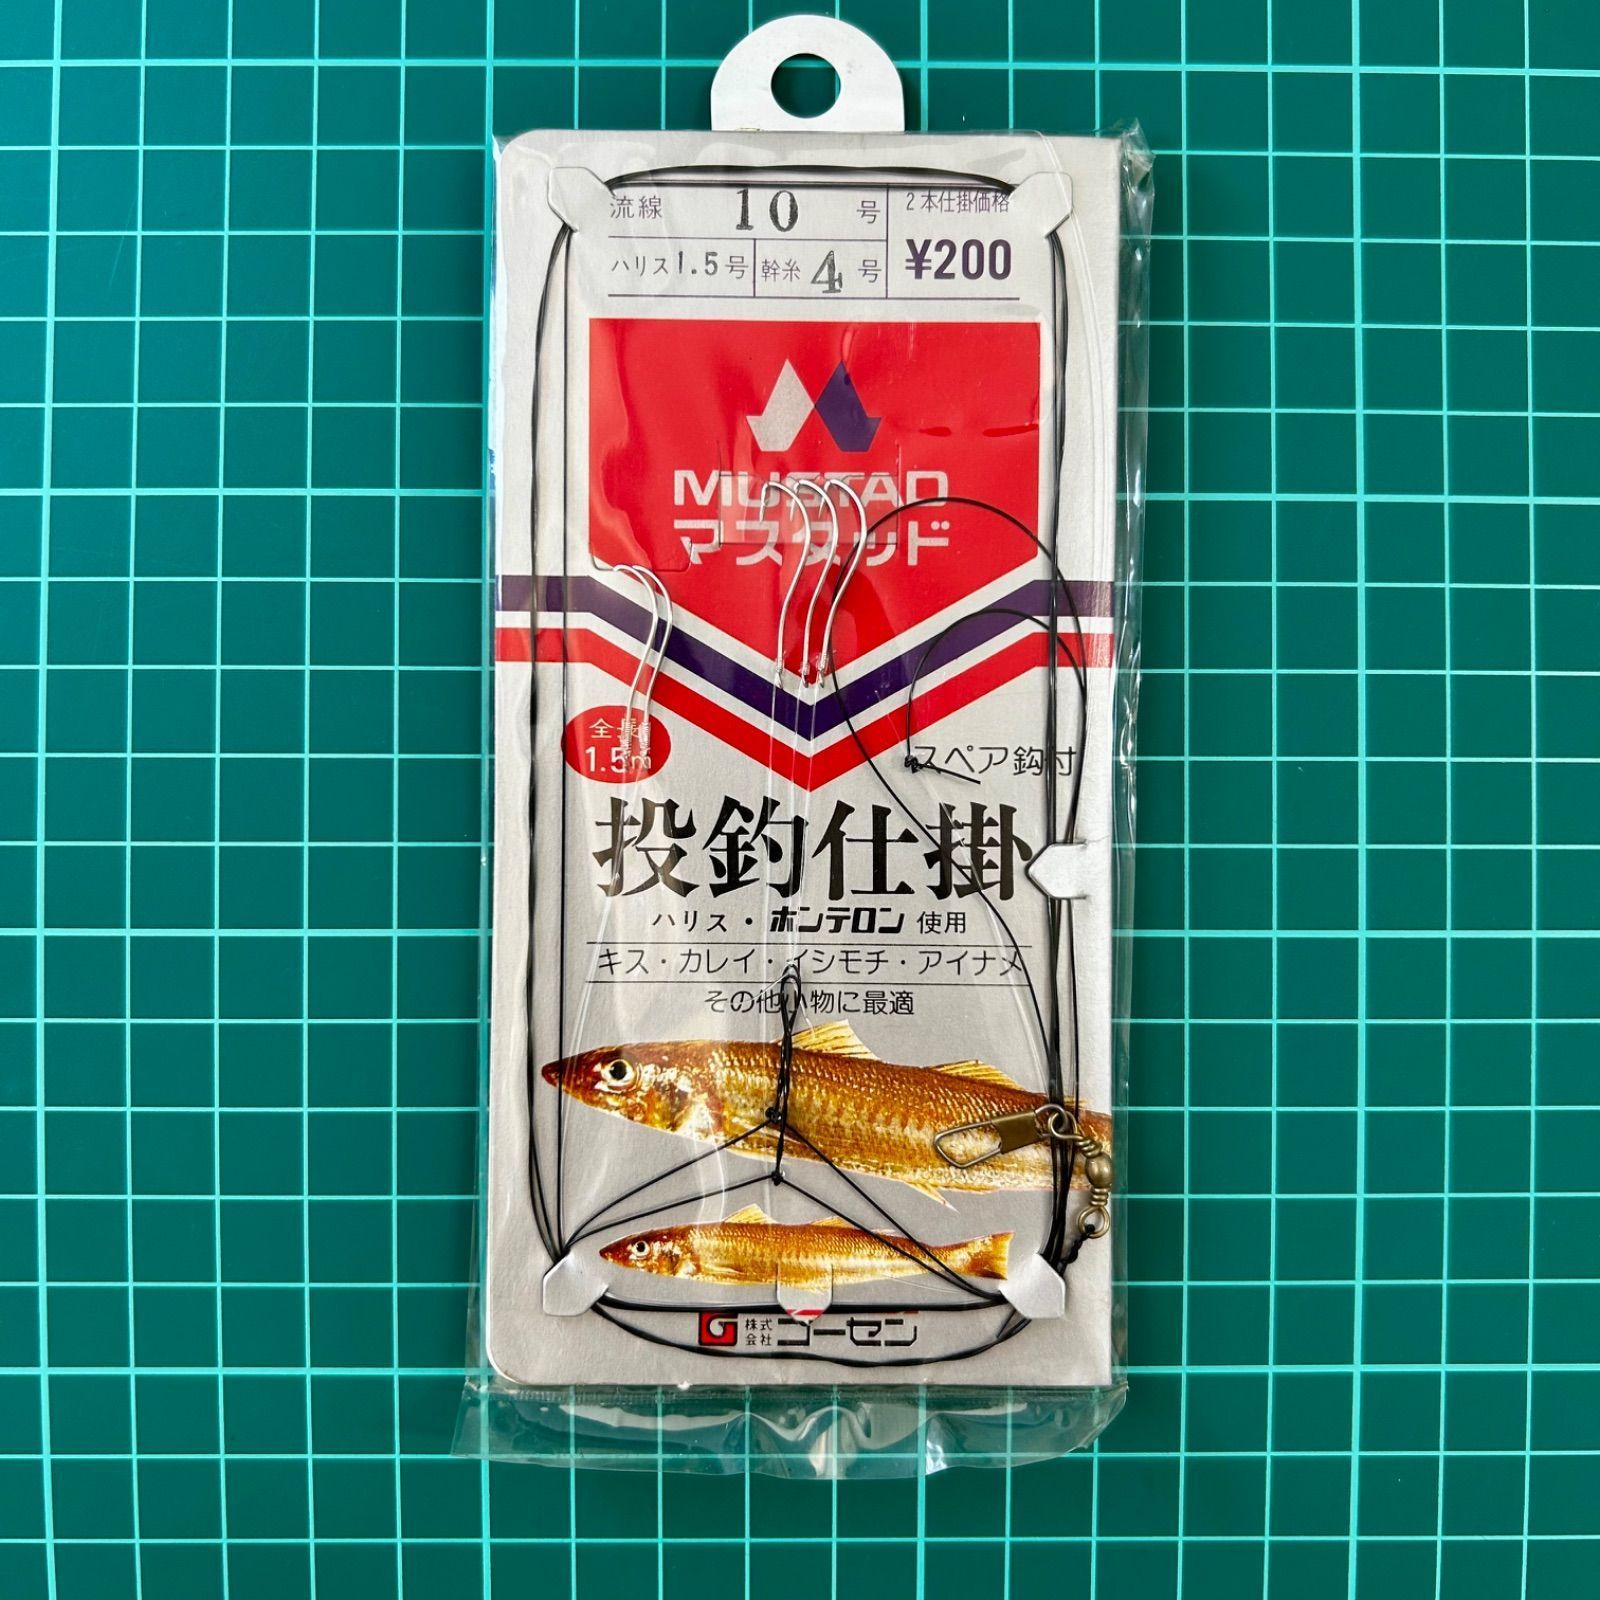 流線 10 号
2本仕掛価格
ハリス1.5号 幹糸 4 号
¥200
MUSTAD
マスタッド
全長
1.5m
スペア鈎付
投釣仕掛
ハリス・ホンテロン使用
キス・カレイ・イシモチ・アイナメ
その他小物に最適
株式会社 ゴーセン